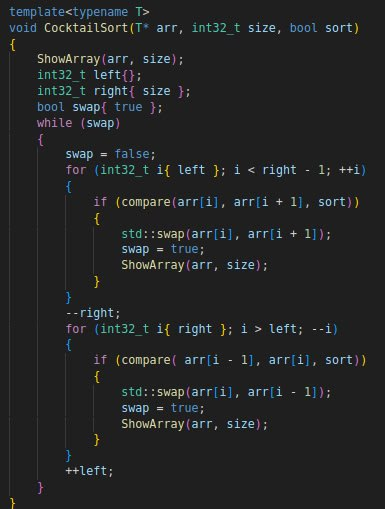 template<typename T>
void CocktailSort(T* arr, int32_t size, bool sort)
{
    ShowArray(arr, size);
    int32_t left{};
    int32_t right{ size };
    bool swap{ true };
    while (swap)
    {
        swap = false;
        for (int32_t i{ left }; i < right - 1; ++i)
        {
            if (compare(arr[i], arr[i + 1], sort))
            {
                std::swap(arr[i], arr[i + 1]);
                swap = true;
                ShowArray(arr, size);
            }
        }
        --right;
        for (int32_t i{ right }; i > left; --i)
        {
            if (compare( arr[i - 1], arr[i], sort))
            {
                std::swap(arr[i], arr[i - 1]);
                swap = true;
                ShowArray(arr, size);
            }
        }
        ++left;
    }
}